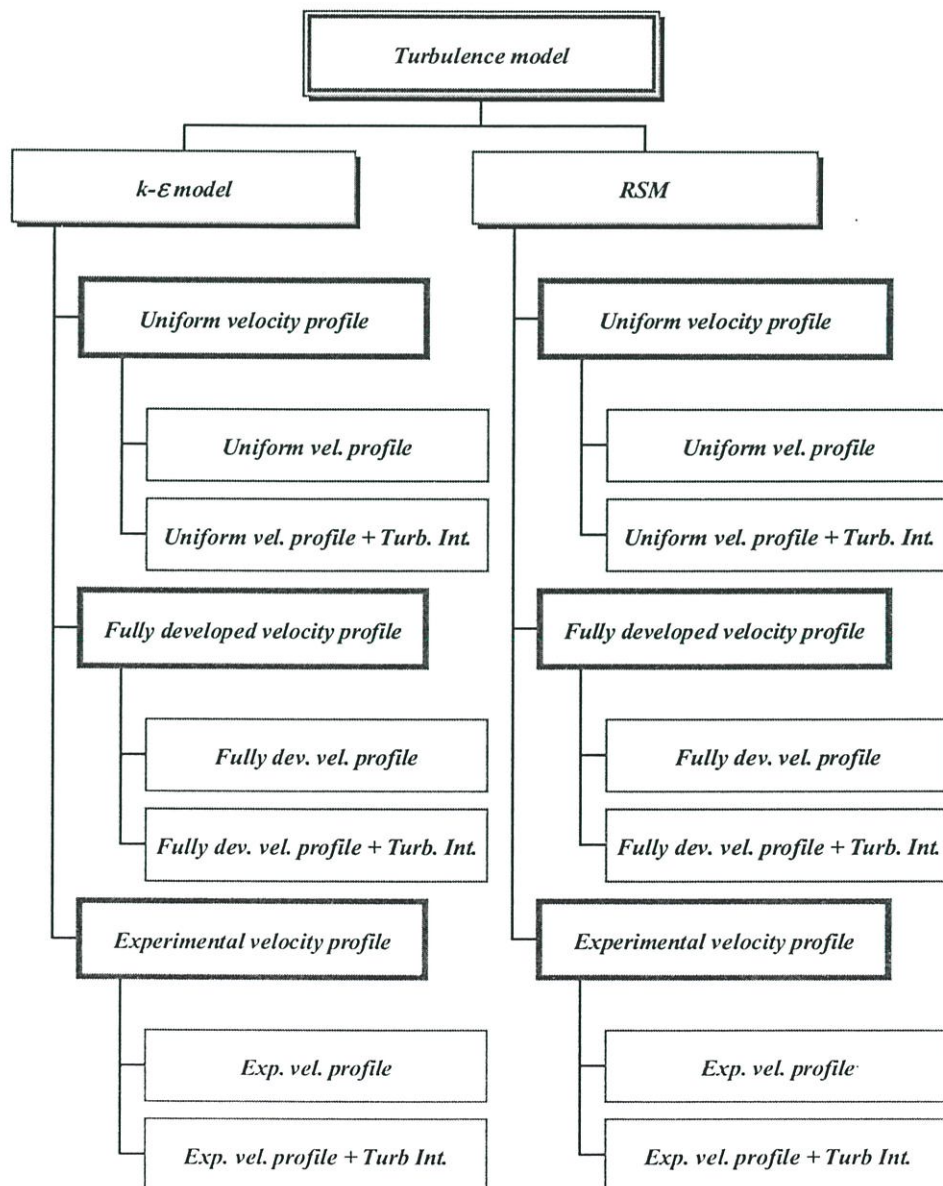 Turbulence model
k-ε model
RSM
Uniform velocity profile
Uniform vel. profile
Uniform vel. profile + Turb. Int.
Fully developed velocity profile
Fully dev. vel. profile
Fully dev. vel. profile + Turb. Int.
Experimental velocity profile
Exp. vel. profile
Exp. vel. profile + Turb Int.
Uniform velocity profile
Uniform vel. profile
Uniform vel. profile + Turb. Int.
Fully developed velocity profile
Fully dev. vel. profile
Fully dev. vel. profile + Turb. Int.
Experimental velocity profile
Exp. vel. profile
Exp. vel. profile + Turb Int.